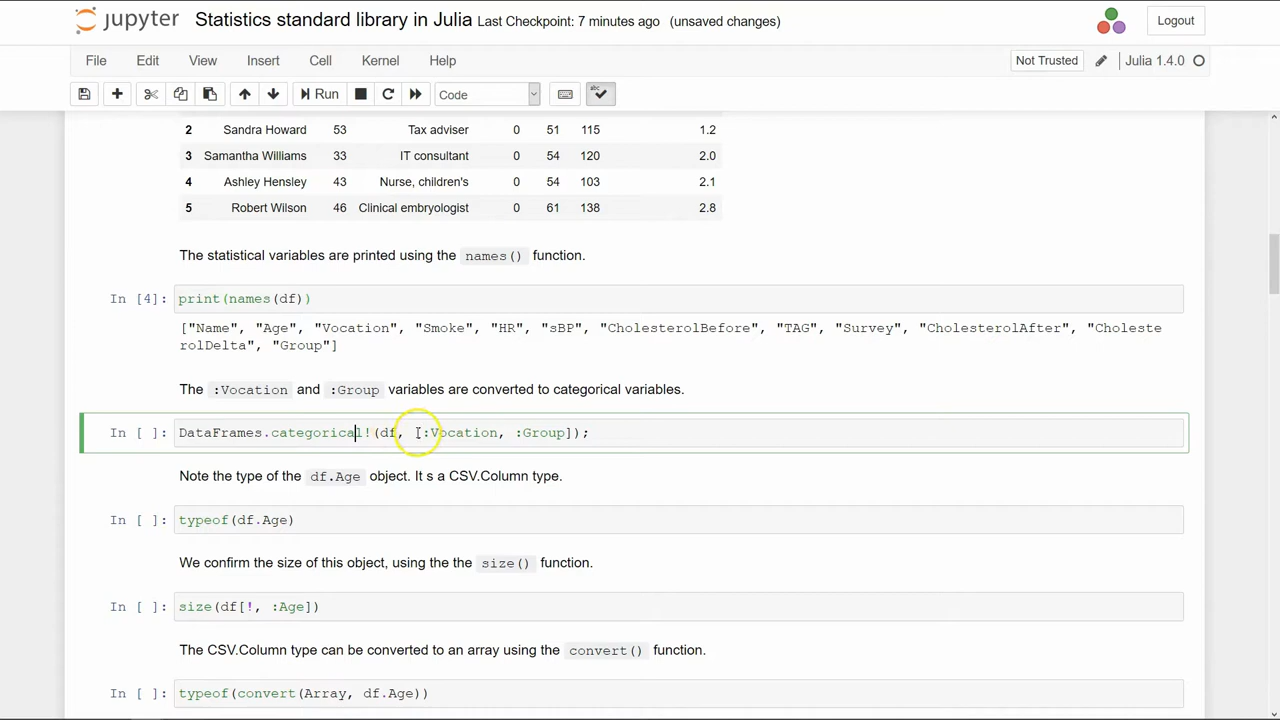 jupyter Statistics standard library in Julia Last Checkpoint: 7 minutes ago (unsaved changes) Logout
File Edit View Insert Cell Kernel Help Not Trusted Julia 1.4.0
Run Code
2 Sandra Howard 53 Tax adviser 0 51 115 1.2
3 Samantha Williams 33 IT consultant 0 54 120 2.0
4 Ashley Hensley 43 Nurse, children's 0 54 103 2.1
5 Robert Wilson 46 Clinical embryologist 0 61 138 2.8
The statistical variables are printed using the names() function.
In [4]: print(names(df))
["Name", "Age", "Vocation", "Smoke", "HR", "sBP", "CholesterolBefore", "TAG", "Survey", "CholesterolAfter", "Choleste
rolDelta", "Group"]
The :Vocation and :Group variables are converted to categorical variables.
In [ ]: DataFrames.categorical!(df, [:Vocation, :Group]);
Note the type of the df.Age object. It s a CSV.Column type.
In [ ]: typeof(df.Age)
We confirm the size of this object, using the the size() function.
In [ ]: size(df[!, :Age])
The CSV.Column type can be converted to an array using the convert() function.
In [ ]: typeof(convert(Array, df.Age))